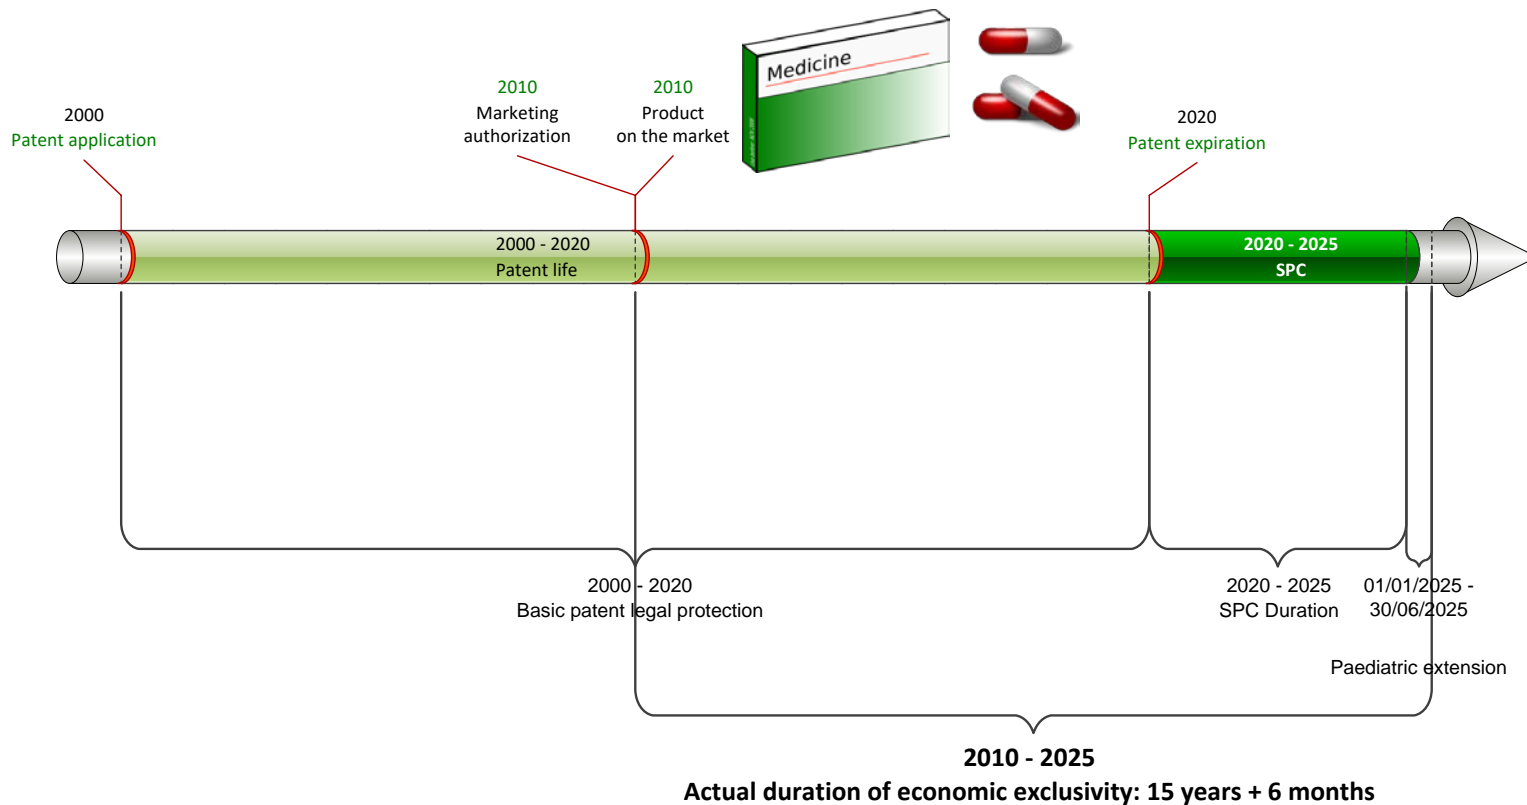 2000
Patent application
2010
Marketing
authorization
2010
Product
on the market
Medicine
2020
Patent expiration
2000 - 2020
Patent life
2020 - 2025
SPC
2000 - 2020
Basic patent legal protection
2020 - 2025
SPC Duration
01/01/2025 -
30/06/2025
Paediatric extension
2010 - 2025
Actual duration of economic exclusivity: 15 years + 6 months